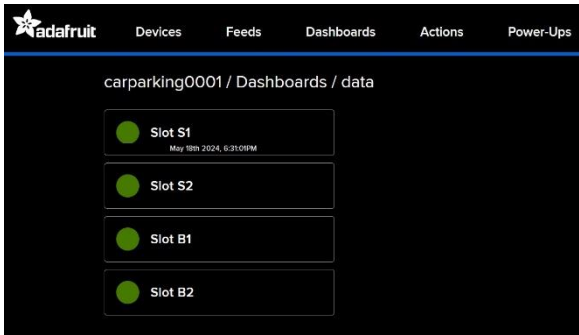 adafruit Devices Feeds Dashboards Actions Power-Ups
carparking0001 / Dashboards / data
Slot S1
May 18th 2024, 6:31:01PM
Slot S2
Slot B1
Slot B2